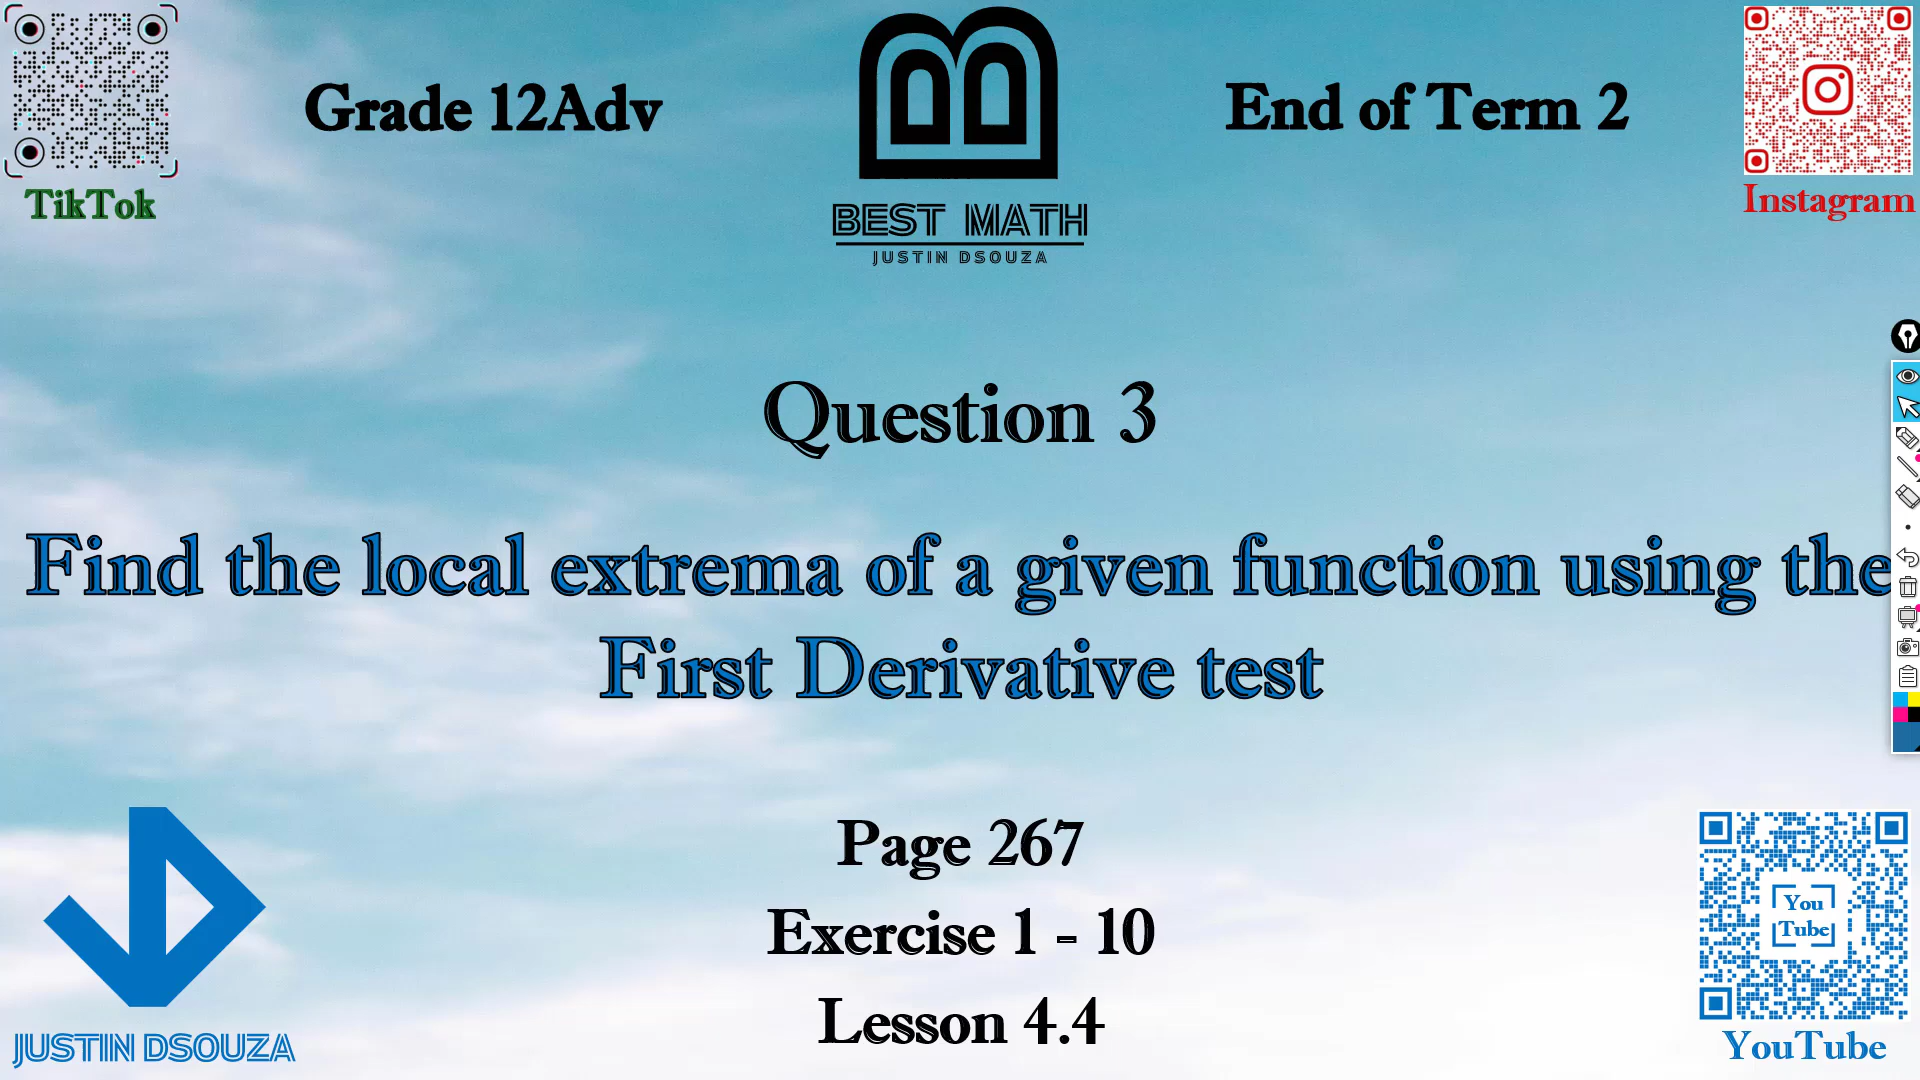 Grade 12Adv
End of Term 2
TikTok
Instagram
BEST MATH
JUSTIN DSOUZA
Question 3
Find the local extrema of a given function using the
First Derivative test
Page 267
Exercise 1 - 10
Lesson 4.4
JUSTIN DSOUZA
You
Tube
YouTube